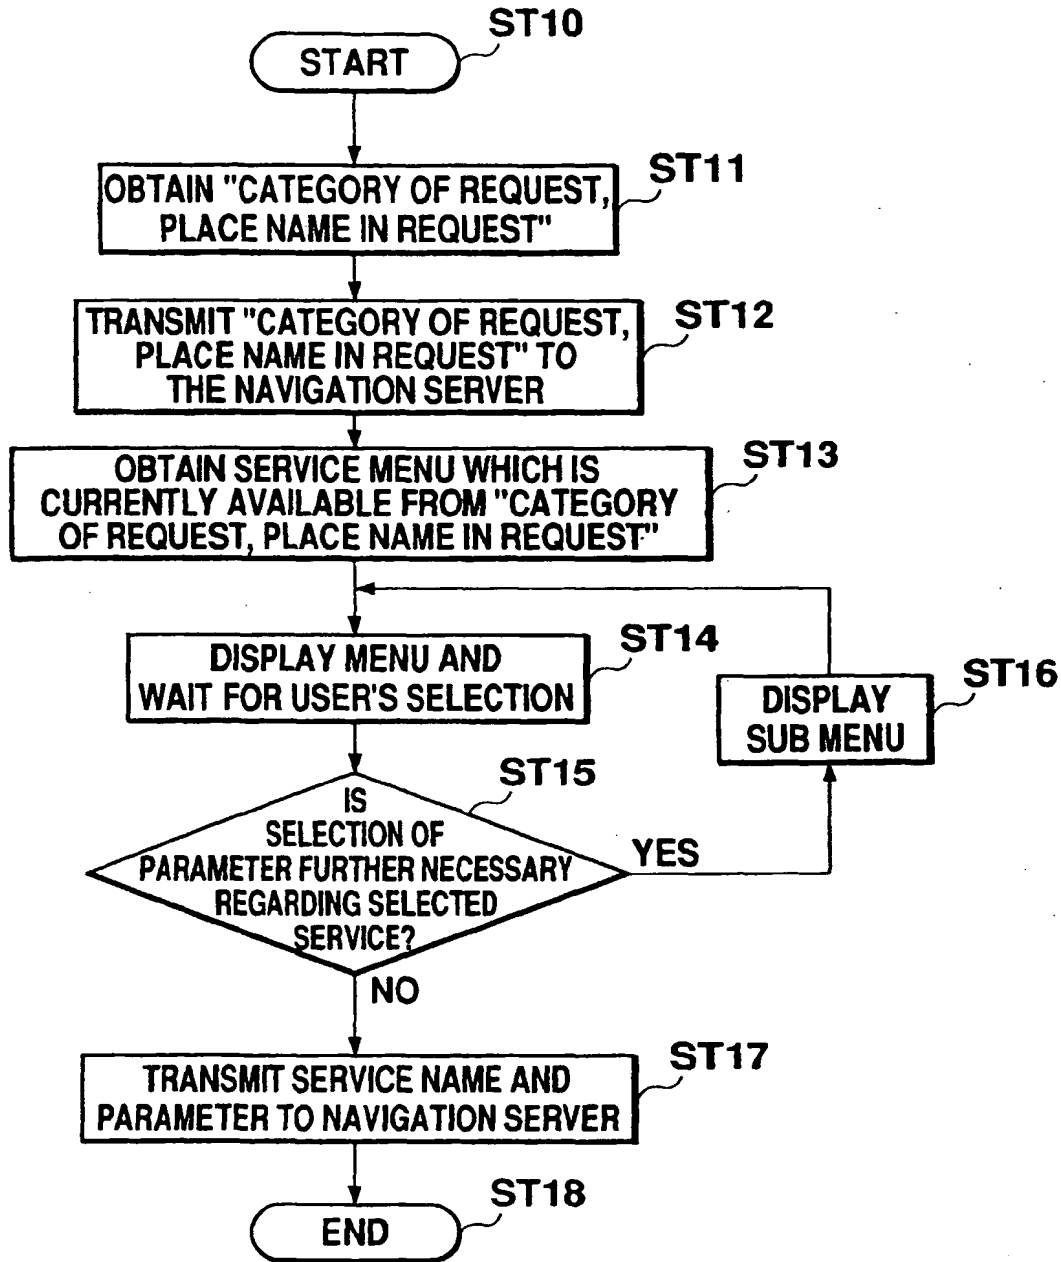 ST10
START
ST11
OBTAIN "CATEGORY OF REQUEST,
PLACE NAME IN REQUEST"
ST12
TRANSMIT "CATEGORY OF REQUEST,
PLACE NAME IN REQUEST" TO
THE NAVIGATION SERVER
ST13
OBTAIN SERVICE MENU WHICH IS
CURRENTLY AVAILABLE FROM "CATEGORY
OF REQUEST, PLACE NAME IN REQUEST"
ST14
DISPLAY MENU AND
WAIT FOR USER'S SELECTION
ST16
DISPLAY
SUB MENU
ST15
IS
SELECTION OF
PARAMETER FURTHER NECESSARY
REGARDING SELECTED
SERVICE?
YES
NO
ST17
TRANSMIT SERVICE NAME AND
PARAMETER TO NAVIGATION SERVER
ST18
END